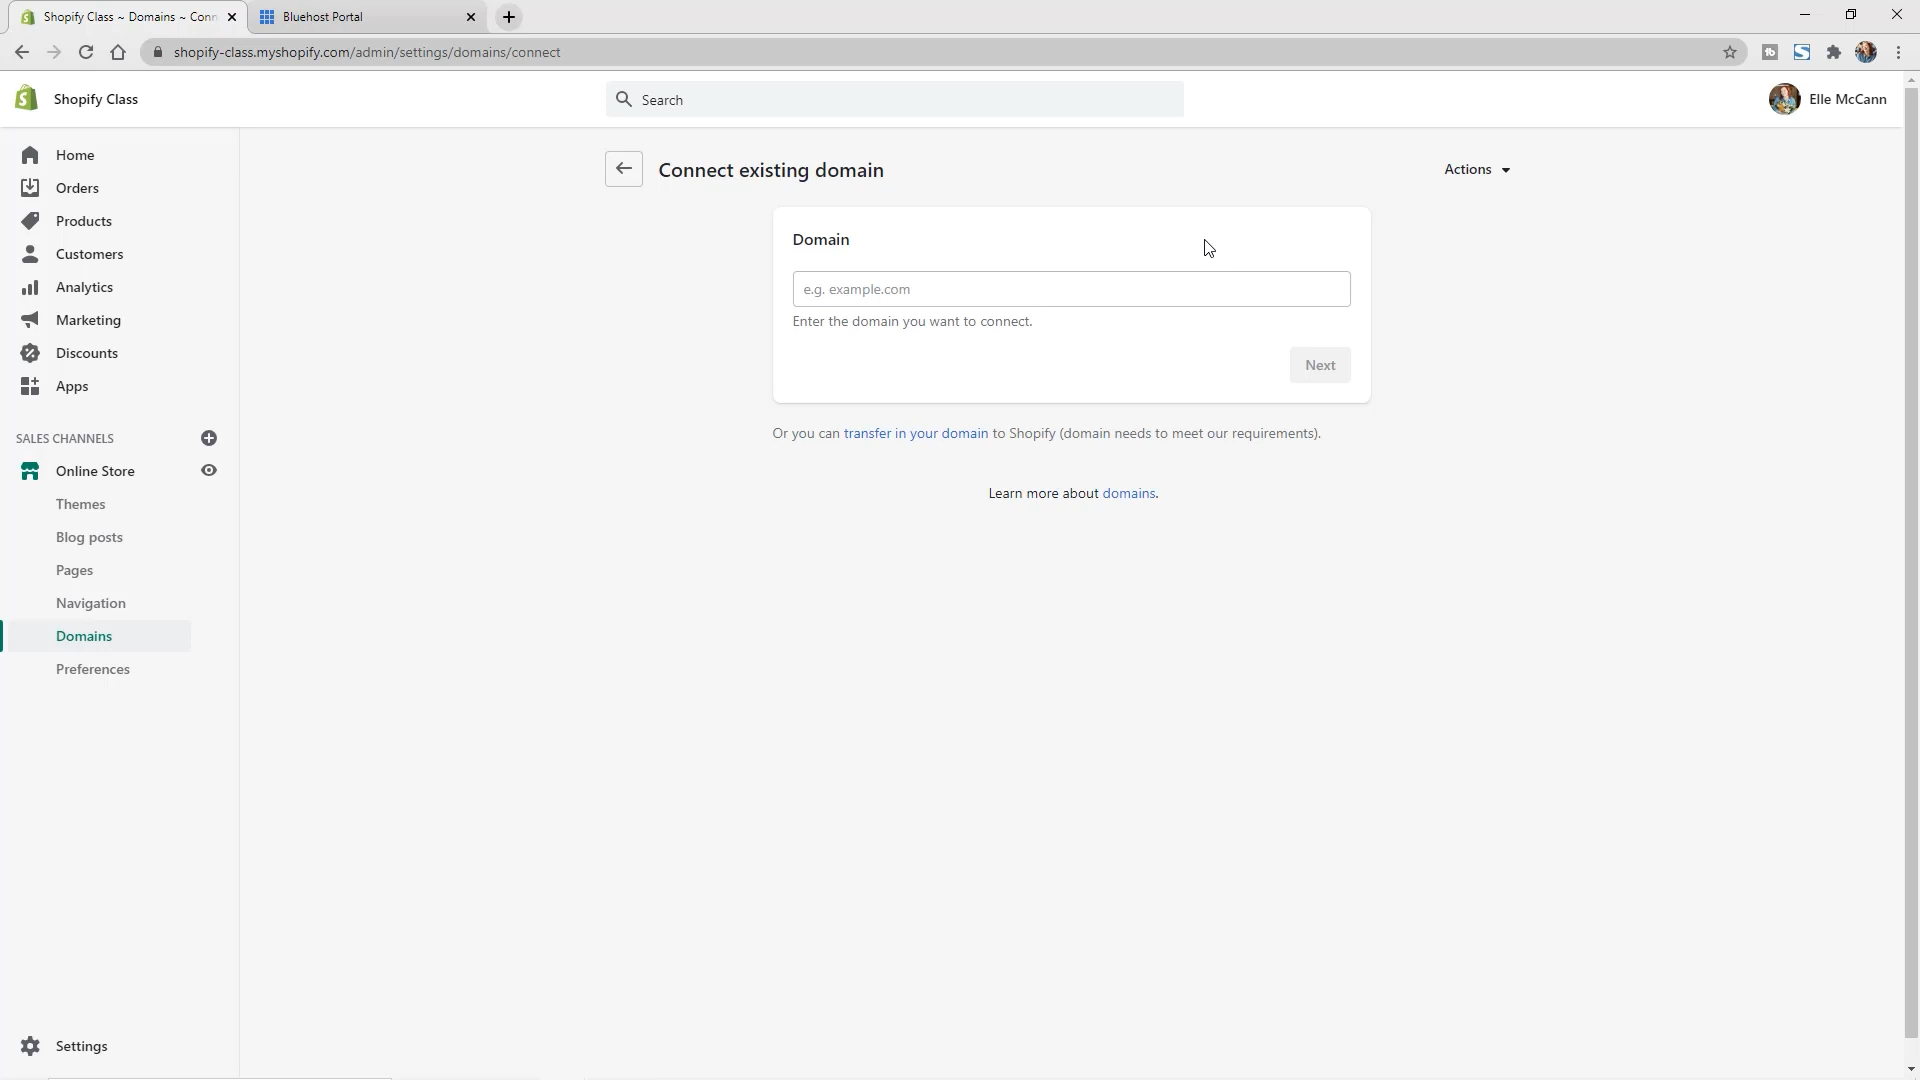 Shopify Class ~ Domains ~ Conn
Bluehost Portal
shopify-class.myshopify.com/admin/settings/domains/connect
Shopify Class
Search
Elle McCann
Home
Orders
Products
Customers
Analytics
Marketing
Discounts
Apps
SALES CHANNELS
Online Store
Themes
Blog posts
Pages
Navigation
Domains
Preferences
Settings
Connect existing domain
Actions
Domain
e.g. example.com
Enter the domain you want to connect.
Next
Or you can transfer in your domain to Shopify (domain needs to meet our requirements).
Learn more about domains.